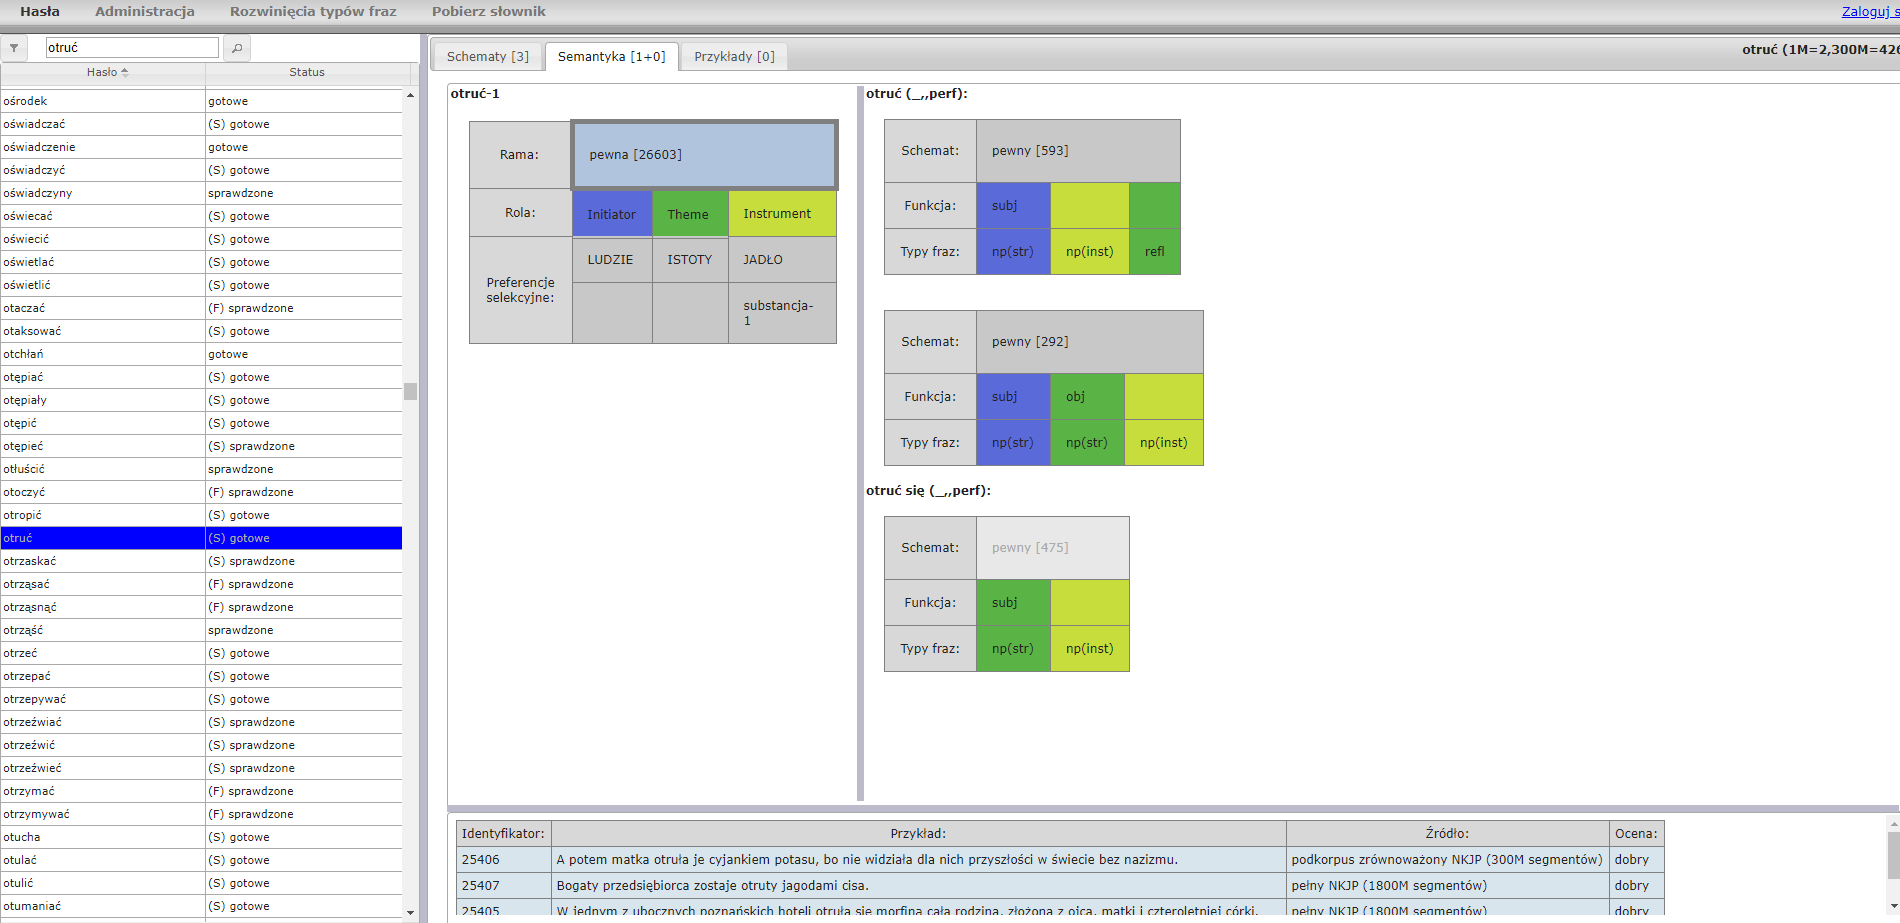 Hasła Administracja Rozwinięcia typów fraz Pobierz słownik Zaloguj s
otruć
Hasło Status
ośrodek gotowe
oświadczać (S) gotowe
oświadczenie gotowe
oświadczyć (S) gotowe
oświadczyny sprawdzone
oświecać (S) gotowe
oświecić (S) gotowe
oświetlać (S) gotowe
oświetlić (S) gotowe
otaczać (F) sprawdzone
otaksować (S) gotowe
otchłań gotowe
otępiać (S) gotowe
otępiały (S) gotowe
otępić (S) gotowe
otępieć (S) sprawdzone
otłuścić sprawdzone
otoczyć (F) sprawdzone
otropić (S) gotowe
otruć (S) gotowe
otrzaskać (S) sprawdzone
otrząsać (F) sprawdzone
otrząsnąć (F) sprawdzone
otrząść sprawdzone
otrzeć (S) gotowe
otrzepać (S) gotowe
otrzepywać (S) gotowe
otrzeźwiać (S) sprawdzone
otrzeźwić (S) sprawdzone
otrzeźwieć (S) sprawdzone
otrzymać (F) sprawdzone
otrzymywać (F) sprawdzone
otucha (S) gotowe
otulać (S) gotowe
otulić (S) gotowe
otumaniać (S) gotowe
Schematy [3] Semantyka [1+0] Przykłady [0] otruć (1M=2,300M=426
otruć-1
Rama: pewna [26603]
Rola: Initiator Theme Instrument
Preferencje
selekcyjne:
LUDZIE ISTOTY JADŁO
substancja-
1
otruć (_,,perf):
Schemat: pewny [593]
Funkcja: subj
Typy fraz: np(str) np(inst) refl
Schemat: pewny [292]
Funkcja: subj obj
Typy fraz: np(str) np(str) np(inst)
otruć się (_,,perf):
Schemat: pewny [475]
Funkcja: subj
Typy fraz: np(str) np(inst)
Identyfikator: Przykład: Źródło: Ocena:
25406 A potem matka otruła je cyjankiem potasu, bo nie widziała dla nich przyszłości w świecie bez nazizmu. podkorpus zrównoważony NKJP (300M segmentów) dobry
25407 Bogaty przedsiębiorca zostaje otruty jagodami cisa. pełny NKJP (1800M segmentów) dobry
25405 W jednym z ubocznych poznańskich hoteli otruła się morfiną cała rodzina, złożona z ojca, matki i czteroletniej córki. pełny NKJP (1800M segmentów) dobry